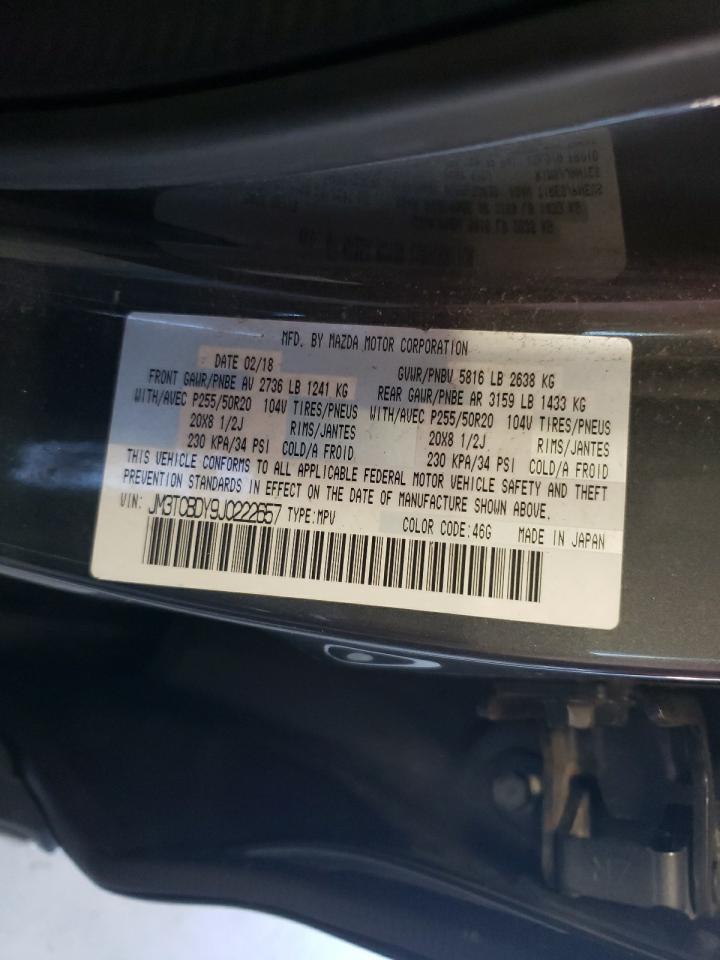 MFD. BY MAZDA MOTOR CORPORATION
DATE 02/18 GVWR/PNBV 5816 LB 2638 KG
FRONT GAWR/PNBE AV 2736 LB 1241 KG REAR GAWR/PNBE AR 3159 LB 1433 KG
WITH/AVEC P255/50R20 104V TIRES/PNEUS WITH/AVEC P255/50R20 104V TIRES/PNEUS
20X8 1/2J RIMS/JANTES 20X8 1/2J RIMS/JANTES
230 KPA/34 PSI COLD/A FROID 230 KPA/34 PSI COLD/A FROID
THIS VEHICLE CONFORMS TO ALL APPLICABLE FEDERAL MOTOR VEHICLE SAFETY AND THEFT
PREVENTION STANDARDS IN EFFECT ON THE DATE OF MANUFACTURE SHOWN ABOVE.
VIN: JM3TCBDY9J0222657 TYPE:MPV COLOR CODE:46G MADE IN JAPAN